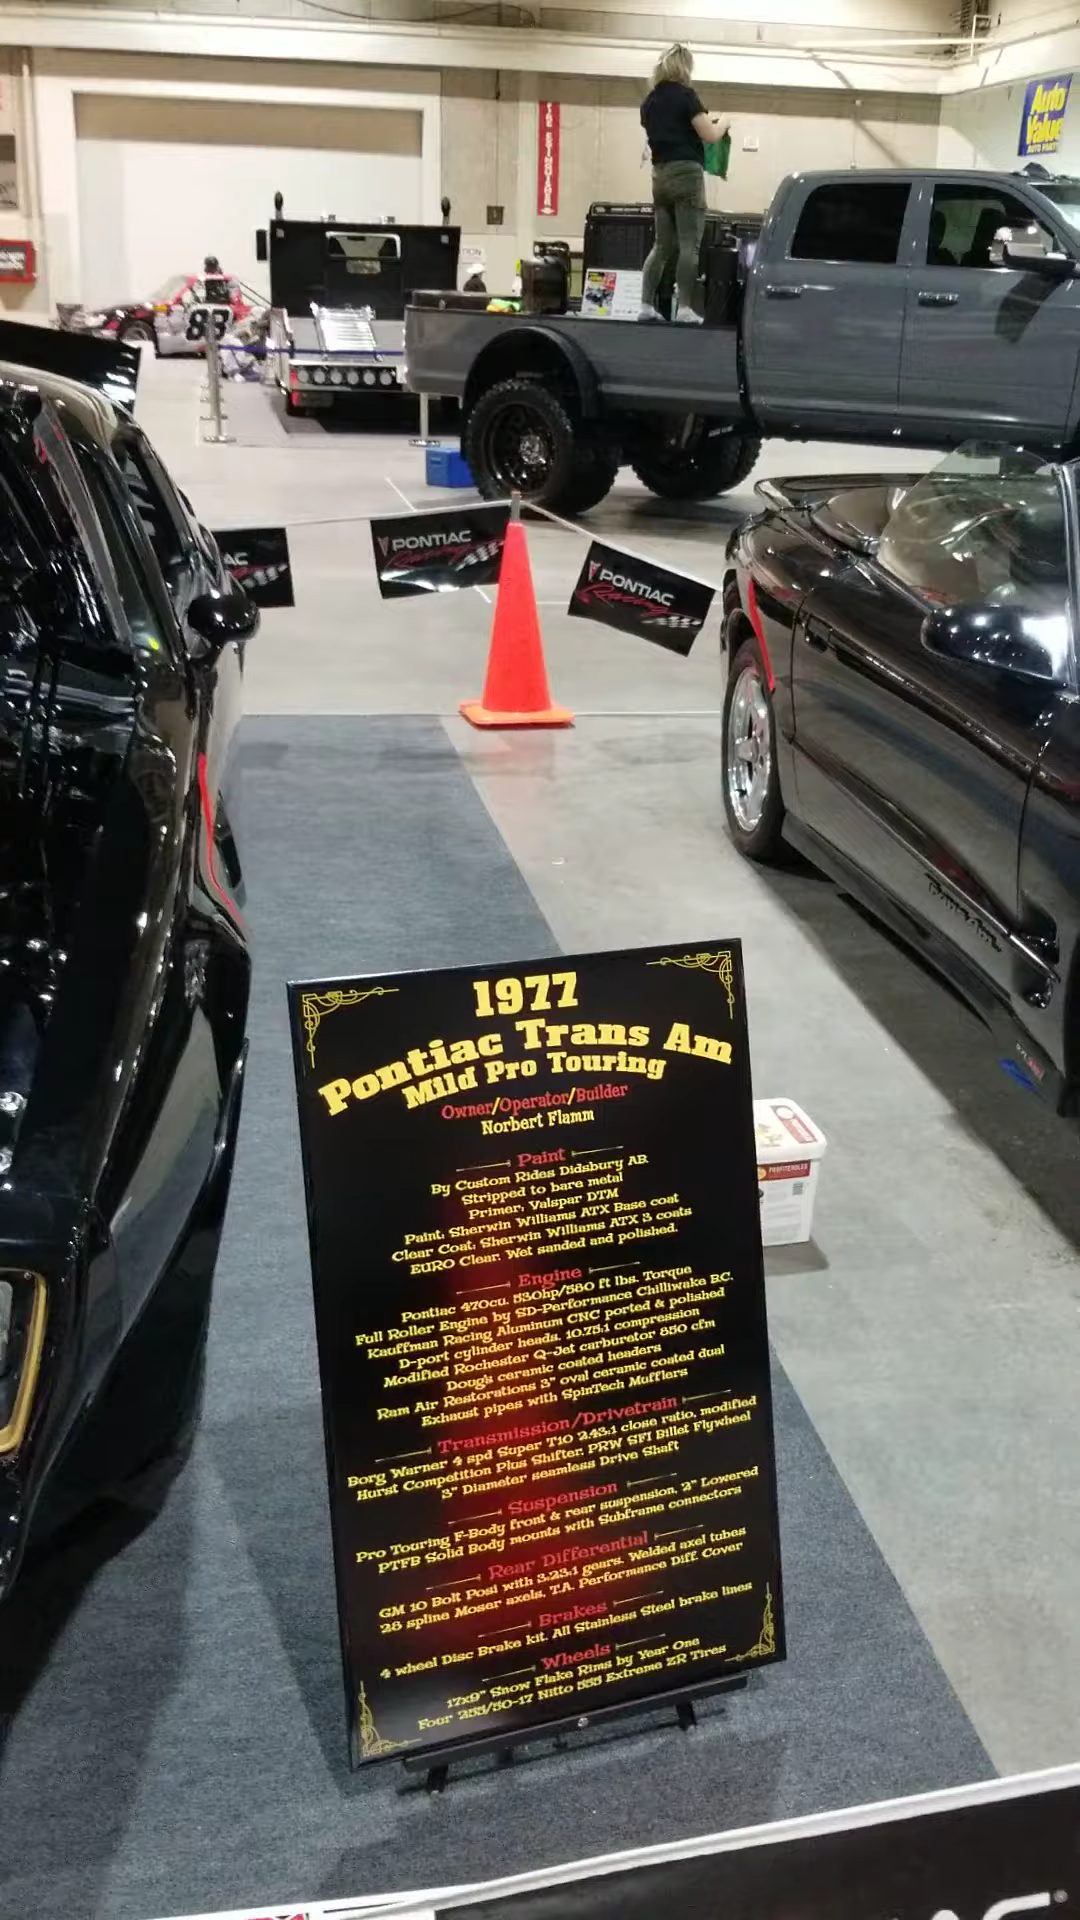 Auto
Value
AUTO PARTS
FIRE EXTINGUISHER
88
PONTIAC
Racing
PONTIAC
Racing
Trans Am
1977
Pontiac Trans Am
Mild Pro Touring
Owner/Operator/Builder
Norbert Flamm
Paint
By Custom Rides Didsbury AB
Stripped to bare metal
Primer: Valspar DTM
Paint: Sherwin Williams ATX Base coat
Clear Coat: Sherwin Williams ATX 3 coats
EURO Clear. Wet sanded and polished.
Engine
Pontiac 470cu. 530hp/580 ft lbs. Torque
Full Roller Engine by SD-Performance Chilliwake B.C.
Kauffman Racing Aluminum CNC ported & polished
D-port cylinder heads. 10.75:1 compression
Modified Rochester Q-Jet carburetor 850 cfm
Doug's ceramic coated headers
Ram Air Restorations 3" oval ceramic coated dual
Exhaust pipes with SpinTech Mufflers
Transmission/Drivetrain
Borg Warner 4 spd Super T10 2.43:1 close ratio, modified
Hurst Competition Plus Shifter. PRW SFI Billet Flywheel
3" Diameter seamless Drive Shaft
Suspension
Pro Touring F-Body front & rear suspension, 2" Lowered
PTFB Solid Body mounts with Subframe connectors
Rear Differential
GM 10 Bolt Posi with 3.23:1 gears. Welded axel tubes
28 spline Moser axels. T.A. Performance Diff. Cover
Brakes
4 wheel Disc Brake kit. All Stainless Steel brake lines
Wheels
17x9" Snow Flake Rims by Year One
Four 255/50-17 Nitto 555 Extreme ZR Tires
PROFITEROLES